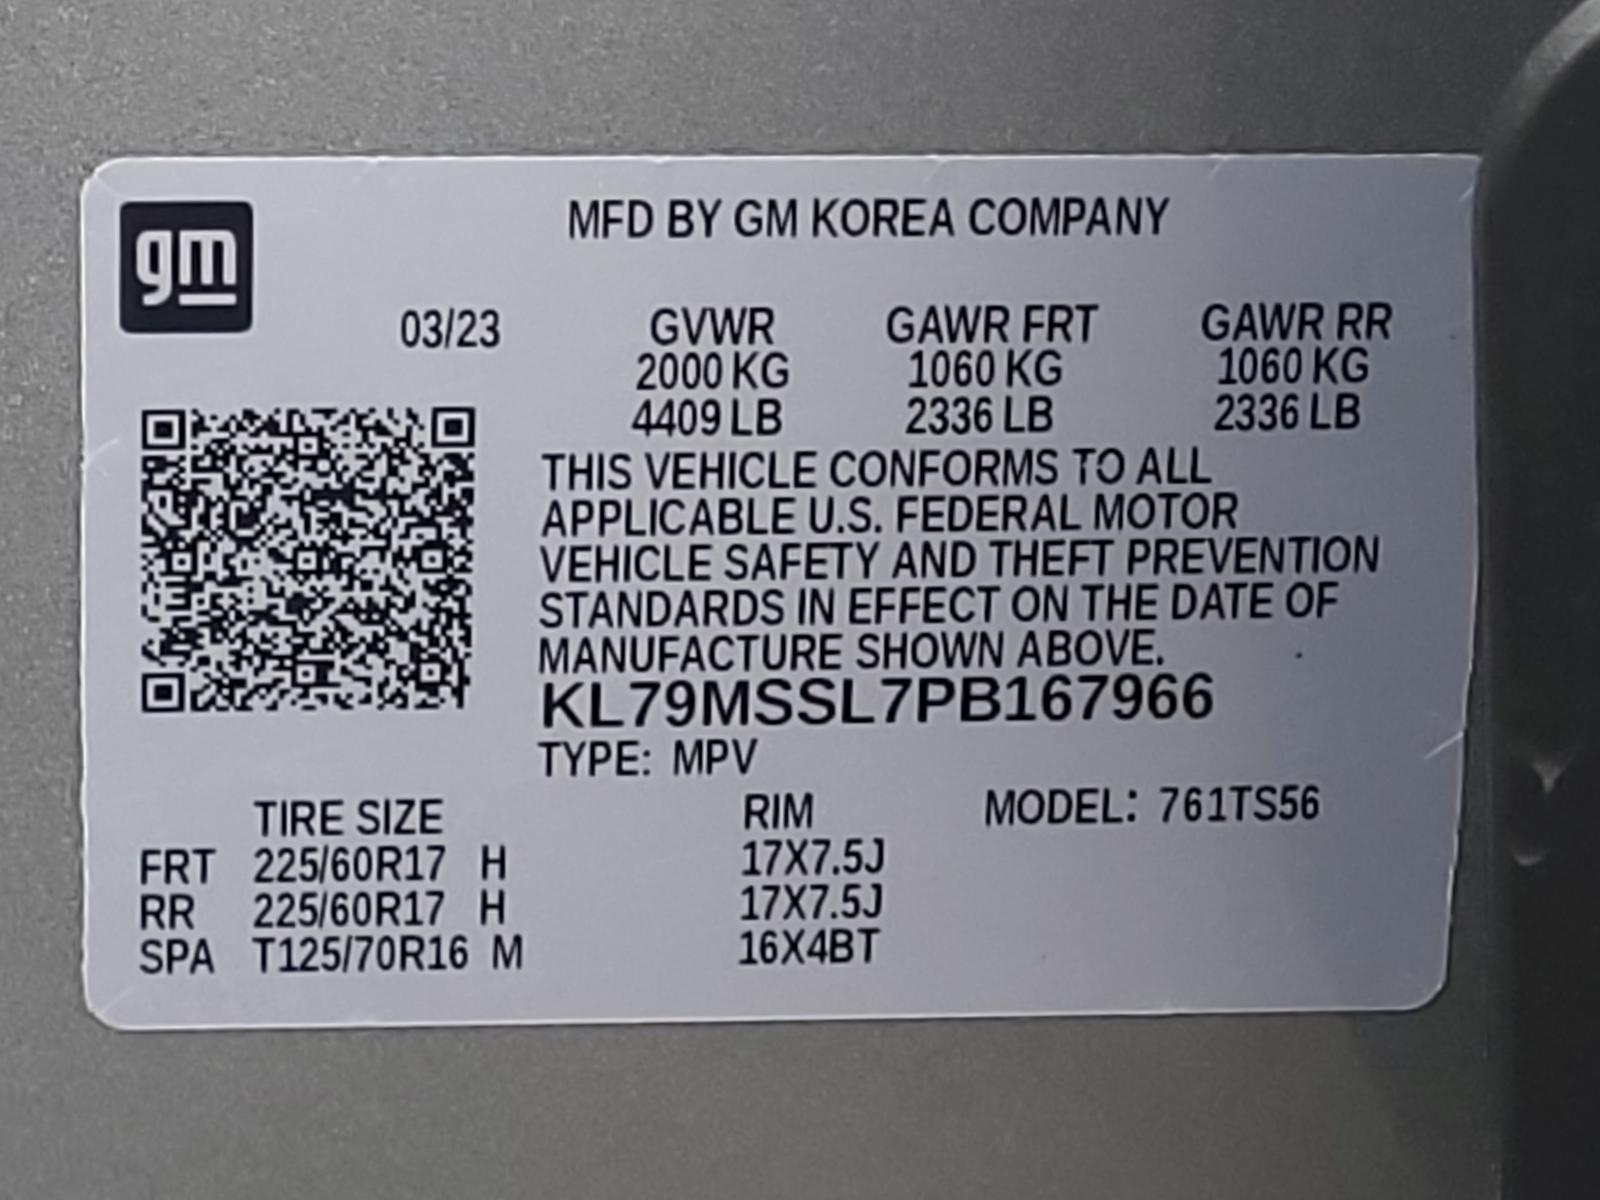 gm
MFD BY GM KOREA COMPANY
03/23 GVWR GAWR FRT GAWR RR
2000 KG 1060 KG 1060 KG
4409 LB 2336 LB 2336 LB
THIS VEHICLE CONFORMS TO ALL
APPLICABLE U.S. FEDERAL MOTOR
VEHICLE SAFETY AND THEFT PREVENTION
STANDARDS IN EFFECT ON THE DATE OF
MANUFACTURE SHOWN ABOVE.
KL79MSSL7PB167966
TYPE: MPV
TIRE SIZE RIM MODEL: 761TS56
FRT 225/60R17 H 17X7.5J
RR 225/60R17 H 17X7.5J
SPA T125/70R16 M 16X4BT